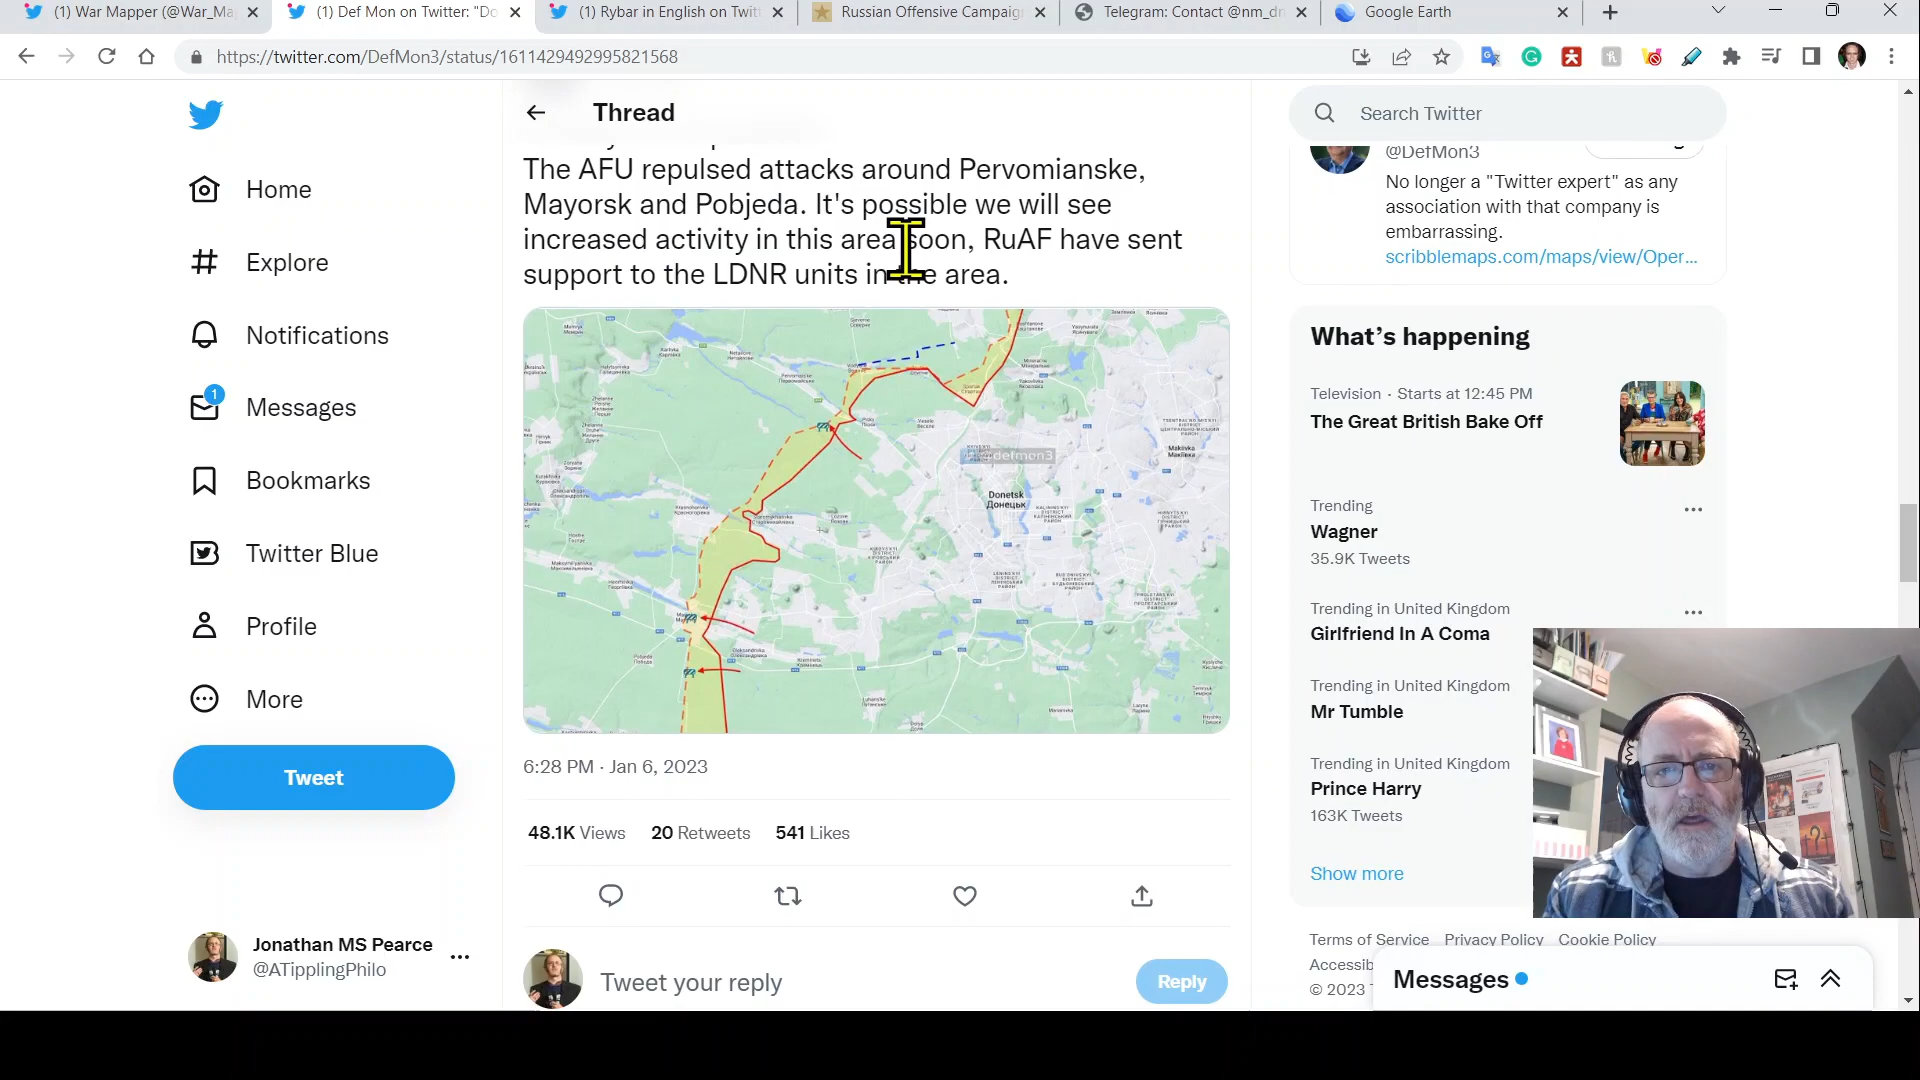 (1) War Mapper (@War_Ma
(1) Def Mon on Twitter: "Do
(1) Rybar in English on Twitt
Russian Offensive Campaign
Telegram: Contact @nm_dn
Google Earth
https://twitter.com/DefMon3/status/1611429492995821568
Thread
Search Twitter
Home
Explore
Notifications
1
Messages
Bookmarks
Twitter Blue
Profile
More
Tweet
Jonathan MS Pearce
@ATipplingPhilo
The AFU repulsed attacks around Pervomianske,
Mayorsk and Pobjeda. It's possible we will see
increased activity in this area soon, RuAF have sent
support to the LDNR units in the area.
@defmon3
Donetsk
Донецьк
Makiivka
Макіївка
6:28 PM · Jan 6, 2023
48.1K Views 20 Retweets 541 Likes
Tweet your reply
Reply
@DefMon3
No longer a "Twitter expert" as any
association with that company is
embarrassing.
scribblemaps.com/maps/view/Oper...
What's happening
Television · Starts at 12:45 PM
The Great British Bake Off
Trending
Wagner
35.9K Tweets
Trending in United Kingdom
Girlfriend In A Coma
Trending in United Kingdom
Mr Tumble
Trending in United Kingdom
Prince Harry
163K Tweets
Show more
Terms of Service Privacy Policy Cookie Policy
Accessib
© 2023
Messages